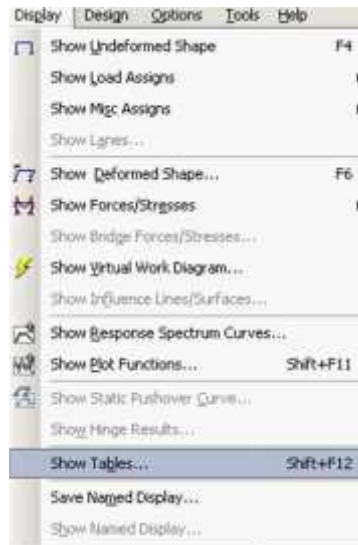 Display Design Options Tools Help
Show Undeformed Shape F4
Show Load Assigns
Show Misc Assigns
Show Lanes...
Show Deformed Shape... F6
Show Forces/Stresses
Show Bridge Forces/Stresses...
Show Virtual Work Diagram...
Show Influence Lines/Surfaces...
Show Response Spectrum Curves...
Show Plot Functions... Shift+F11
Show Static Pushover Curve...
Show Hinge Results...
Show Tables... Shift+F12
Save Named Display...
Show Named Display...